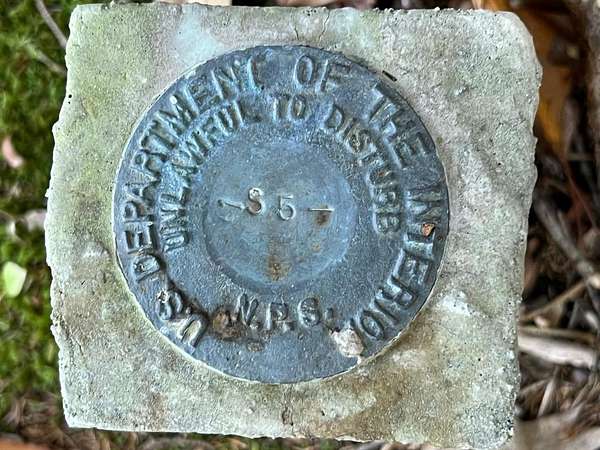 U.S. DEPARTMENT OF THE INTERIOR
UNLAWFUL TO DISTURB
-S5-
N.P.S.